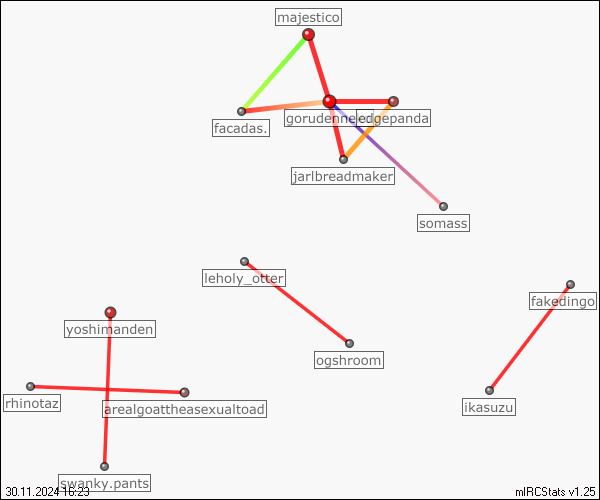 majestico
facadas.
edgepanda
jarlbreadmaker
somass
leholy_otter
fakedingo
yoshimanden
ogshroom
rhinotaz
arealgoattheasexualtoad
ikasuzu
swanky.pants
30.11.2024 16:23
mIRCStats v1.25